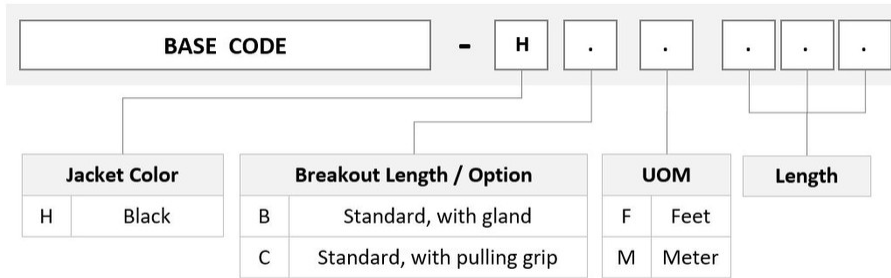 BASE CODE - H . . . . .
Jacket Color
H Black
Breakout Length / Option
B Standard, with gland
C Standard, with pulling grip
UOM
F Feet
M Meter
Length